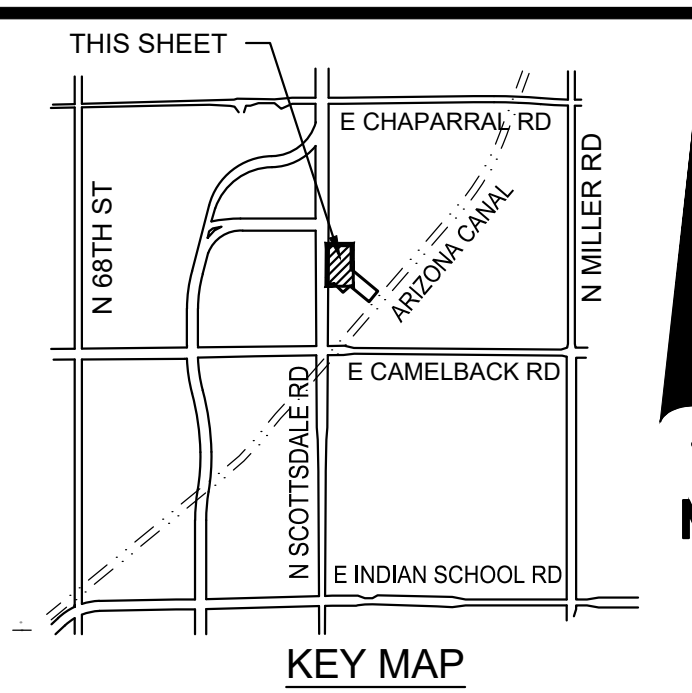 THIS SHEET
E CHAPARRAL RD
N 68TH ST
N MILLER RD
ARIZONA CANAL
E CAMELBACK RD
N SCOTTSDALE RD
E INDIAN SCHOOL RD
KEY MAP